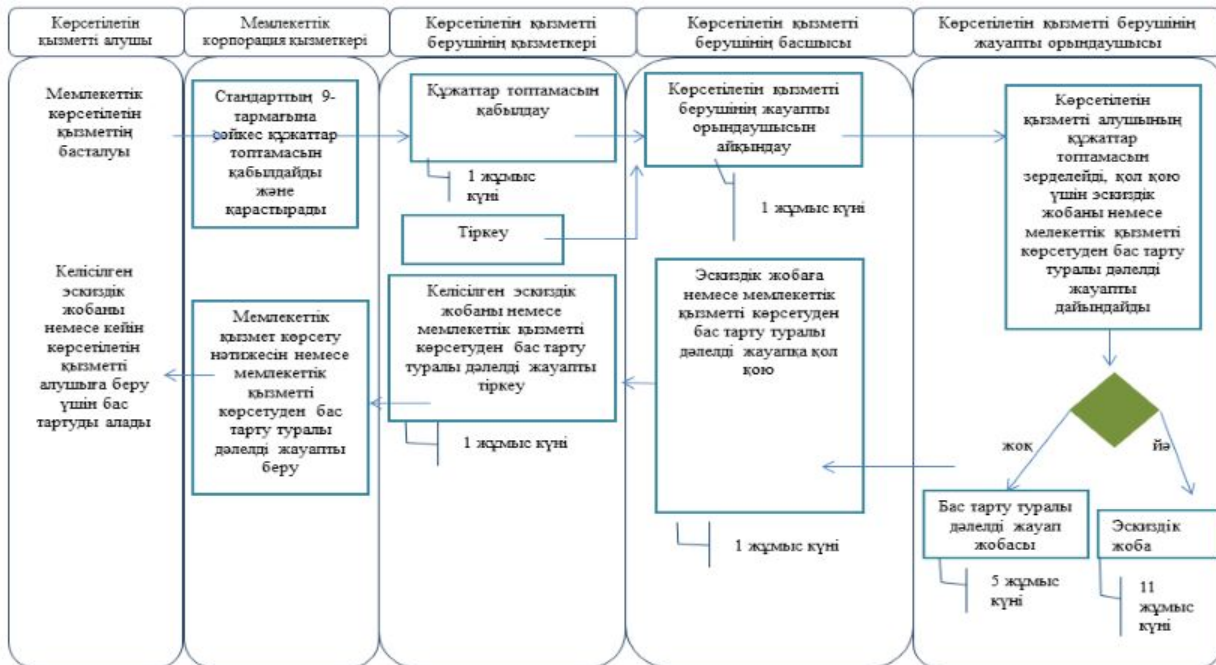 Көрсетілетін
қызметті алушы
Мемлекеттік
корпорация қызметкері
Көрсетілетін қызметті
берушінің қызметкері
Көрсетілетін қызметті
берушінің басшысы
Көрсетілетін қызметті берушінің
жауапты орындаушысы
Мемлекеттік
көрсетілетін
қызметтің
басталуы
Стандарттың 9-
тармағына
сәйкес құжаттар
топтамасын
қабылдайды
және
қарастырады
Құжаттар топтамасын
қабылдау
1 жұмыс
күні
Тіркеу
Көрсетілетін қызметті
берушінің жауапты
орындаушысын
айқындау
1 жұмыс күні
Көрсетілетін
қызметті алушының
құжаттар
топтамасын
зерделейді, қол қою
үшін эскиздік
жобаны немесе
мелекеттік қызметті
көрсетуден бас тарту
туралы дәлелді
жауапты
дайындайды
Келісілген
эскиздік
жобаны
немесе кейін
көрсетілетін
қызметті
алушыға беру
үшін бас
тартуды алады
Мемлекеттік
қызмет көрсету
нәтижесін немесе
мемлекеттік
қызметті
көрсетуден бас
тарту туралы
дәлелді жауапты
беру
Келісілген эскиздік
жобаны немесе
мемлекеттік қызметті
көрсетуден бас тарту
туралы дәлелді жауапты
тіркеу
1 жұмыс күні
Эскиздік жобаға
немесе мемлекеттік
қызметті көрсетуден
бас тарту туралы
дәлелді жауапқа қол
қою
1 жұмыс күні
жоқ
йә
Бас тарту туралы
дәлелді жауап
жобасы
5 жұмыс
күні
Эскиздік
жоба
11
жұмыс
күні